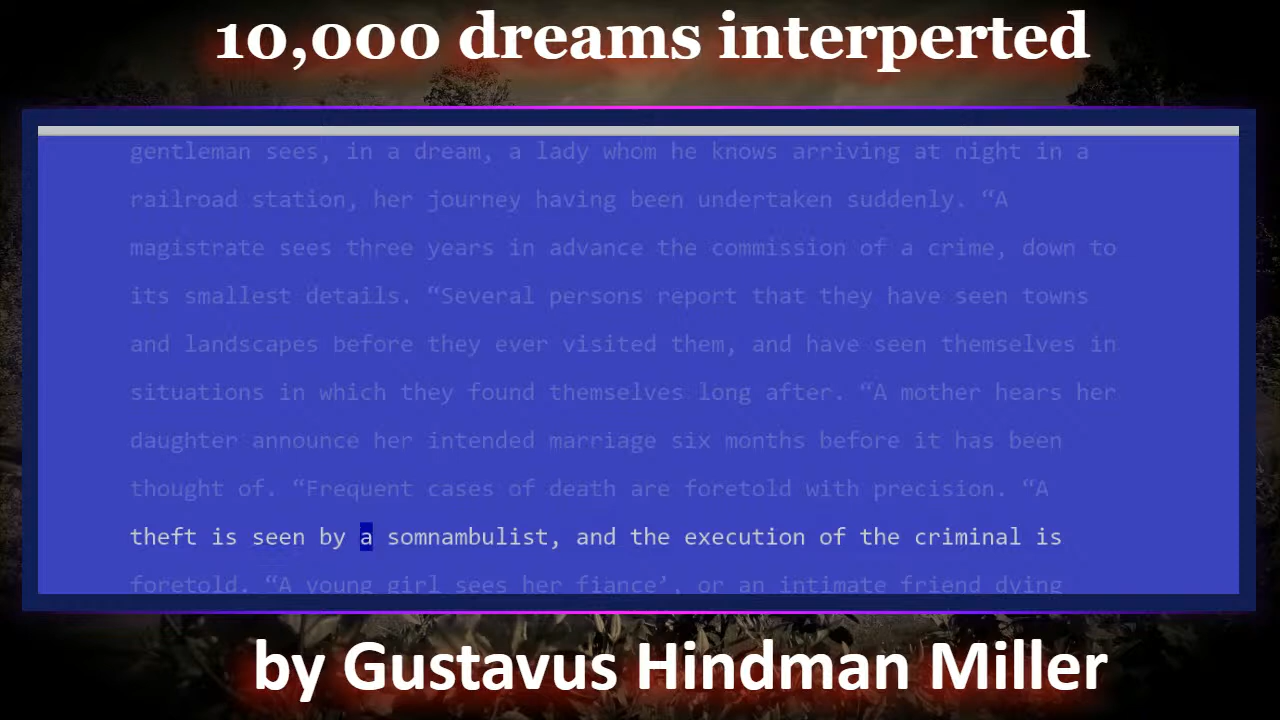 10,000 dreams interperted
gentleman sees, in a dream, a lady whom he knows arriving at night in a
railroad station, her journey having been undertaken suddenly. “A
magistrate sees three years in advance the commission of a crime, down to
its smallest details. “Several persons report that they have seen towns
and landscapes before they ever visited them, and have seen themselves in
situations in which they found themselves long after. “A mother hears her
daughter announce her intended marriage six months before it has been
thought of. “Frequent cases of death are foretold with precision. “A
theft is seen by a somnambulist, and the execution of the criminal is
foretold. “A young girl sees her fiance’, or an intimate friend dying
by Gustavus Hindman Miller